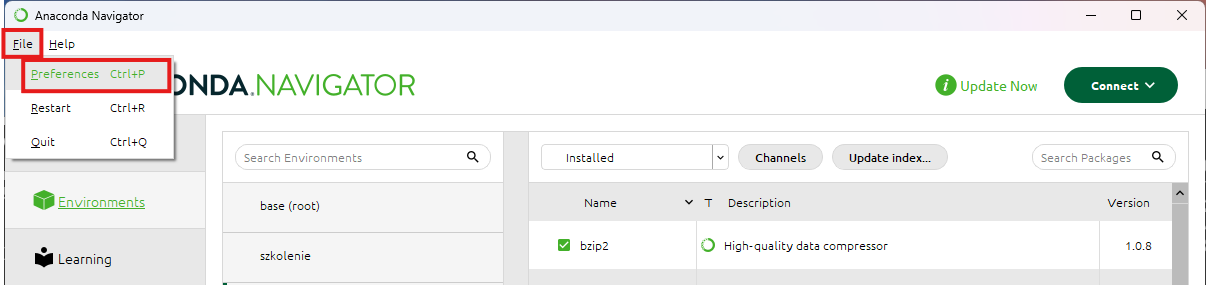 Anaconda Navigator
File Help
Preferences Ctrl+P
ONDA.NAVIGATOR
Update Now
Connect
Restart Ctrl+R
Quit Ctrl+Q
Search Environments
Installed
Channels
Update index...
Search Packages
Environments
base (root)
Name T Description Version
bzip2 High-quality data compressor 1.0.8
szkolenie
Learning